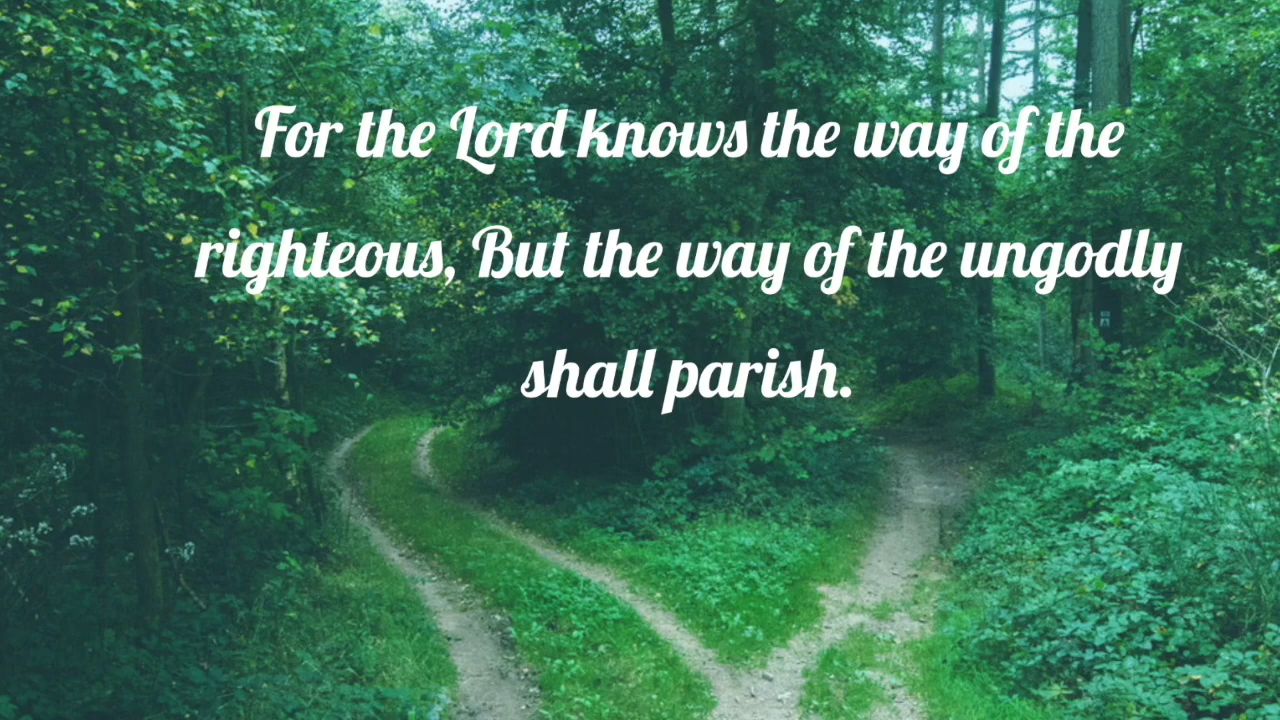 For the Lord knows the way of the
righteous, But the way of the ungodly
shall parish.